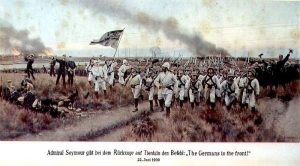 Admiral Seymour gibt bei dem Rückzuge auf Tientsin den Befehl: „The Germans to the front!“
22. Juni 1900